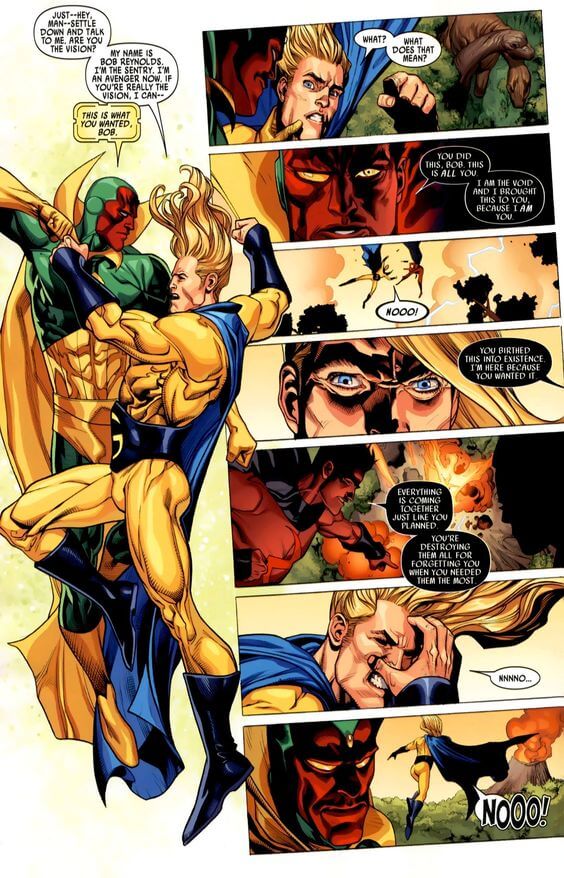 JUST--HEY,
MAN--SETTLE
DOWN AND TALK
TO ME. ARE YOU
THE VISION?
MY NAME IS
BOB REYNOLDS.
I'M THE SENTRY. I'M
AN AVENGER NOW. IF
YOU'RE REALLY THE
VISION, I CAN--
THIS IS WHAT
YOU WANTED,
BOB.
WHAT?
WHAT
DOES THAT
MEAN?
YOU DID
THIS, BOB. THIS
IS ALL YOU.
I AM THE VOID
AND I BROUGHT
THIS TO YOU,
BECAUSE I AM
YOU.
NOOO!
YOU BIRTHED
THIS INTO EXISTENCE.
I'M HERE BECAUSE
YOU WANTED IT.
EVERYTHING
IS COMING
TOGETHER
JUST LIKE YOU
PLANNED.
YOU'RE
DESTROYING
THEM ALL FOR
FORGETTING YOU
WHEN YOU NEEDED
THEM THE MOST.
NNNNO...
NOOO!